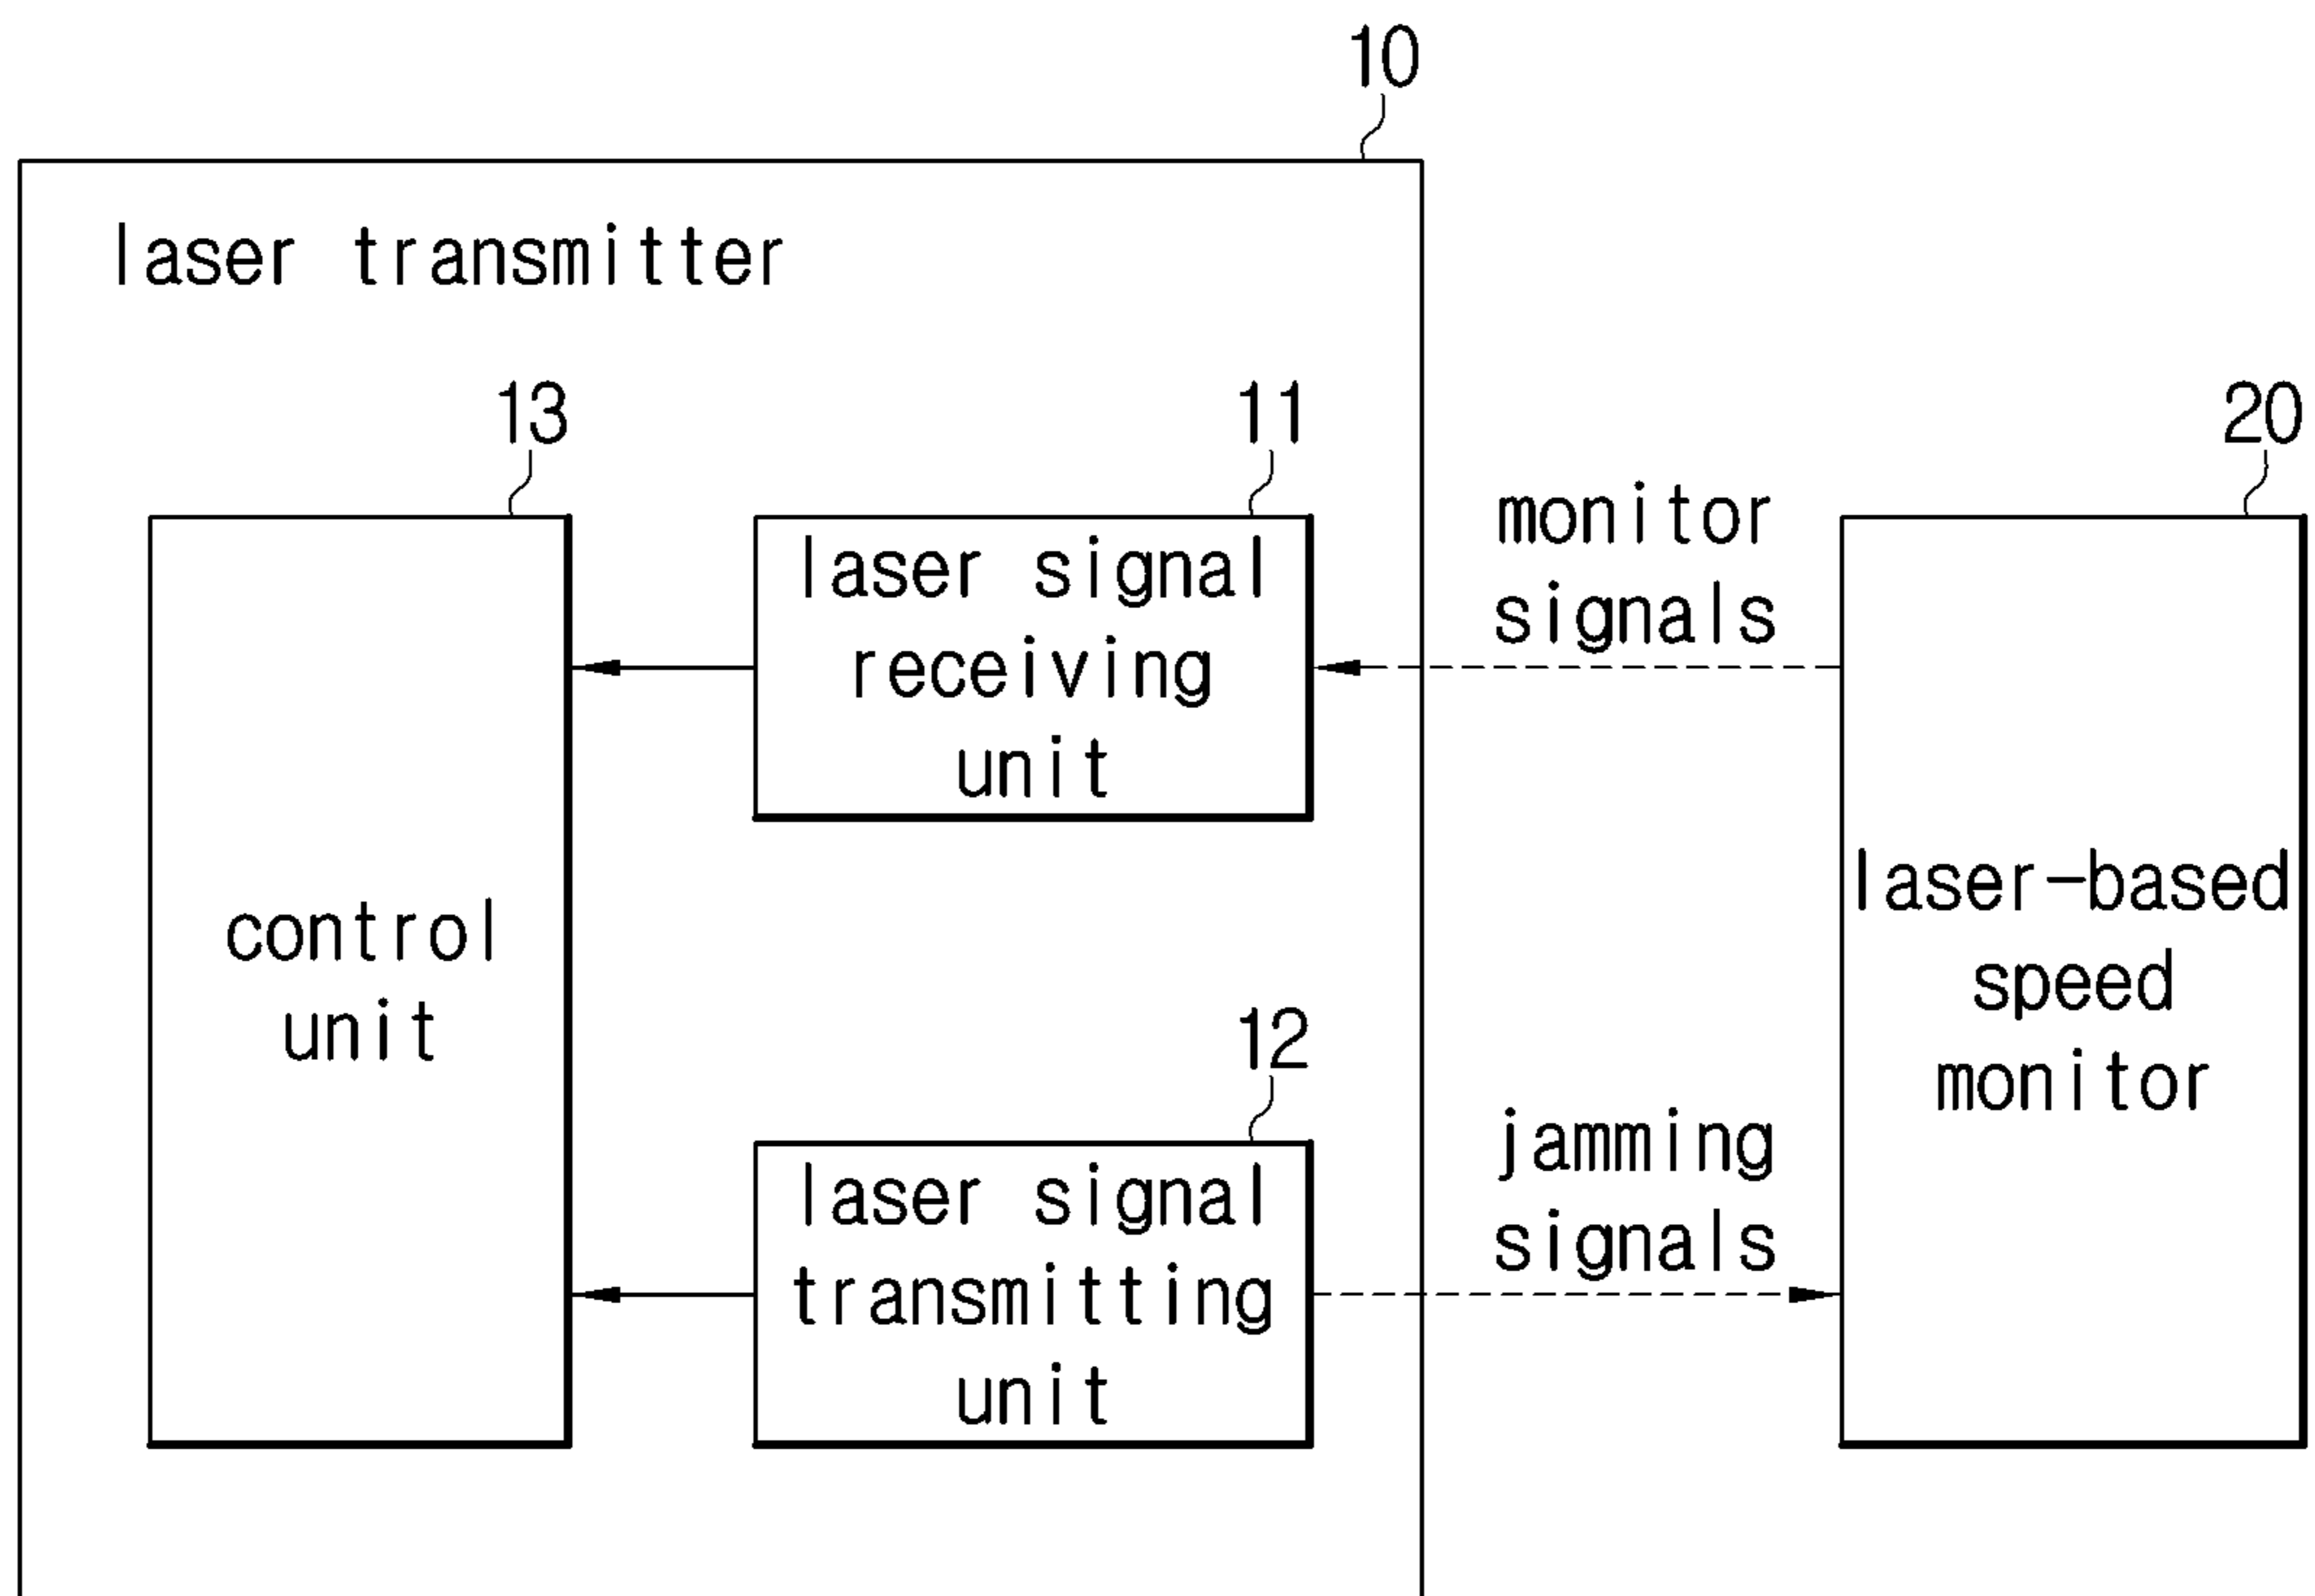 10
laser transmitter
13
11
20
laser signal
receiving
unit
monitor
signals
control
unit
laser-based
speed
monitor
12
laser signal
transmitting
unit
jamming
signals